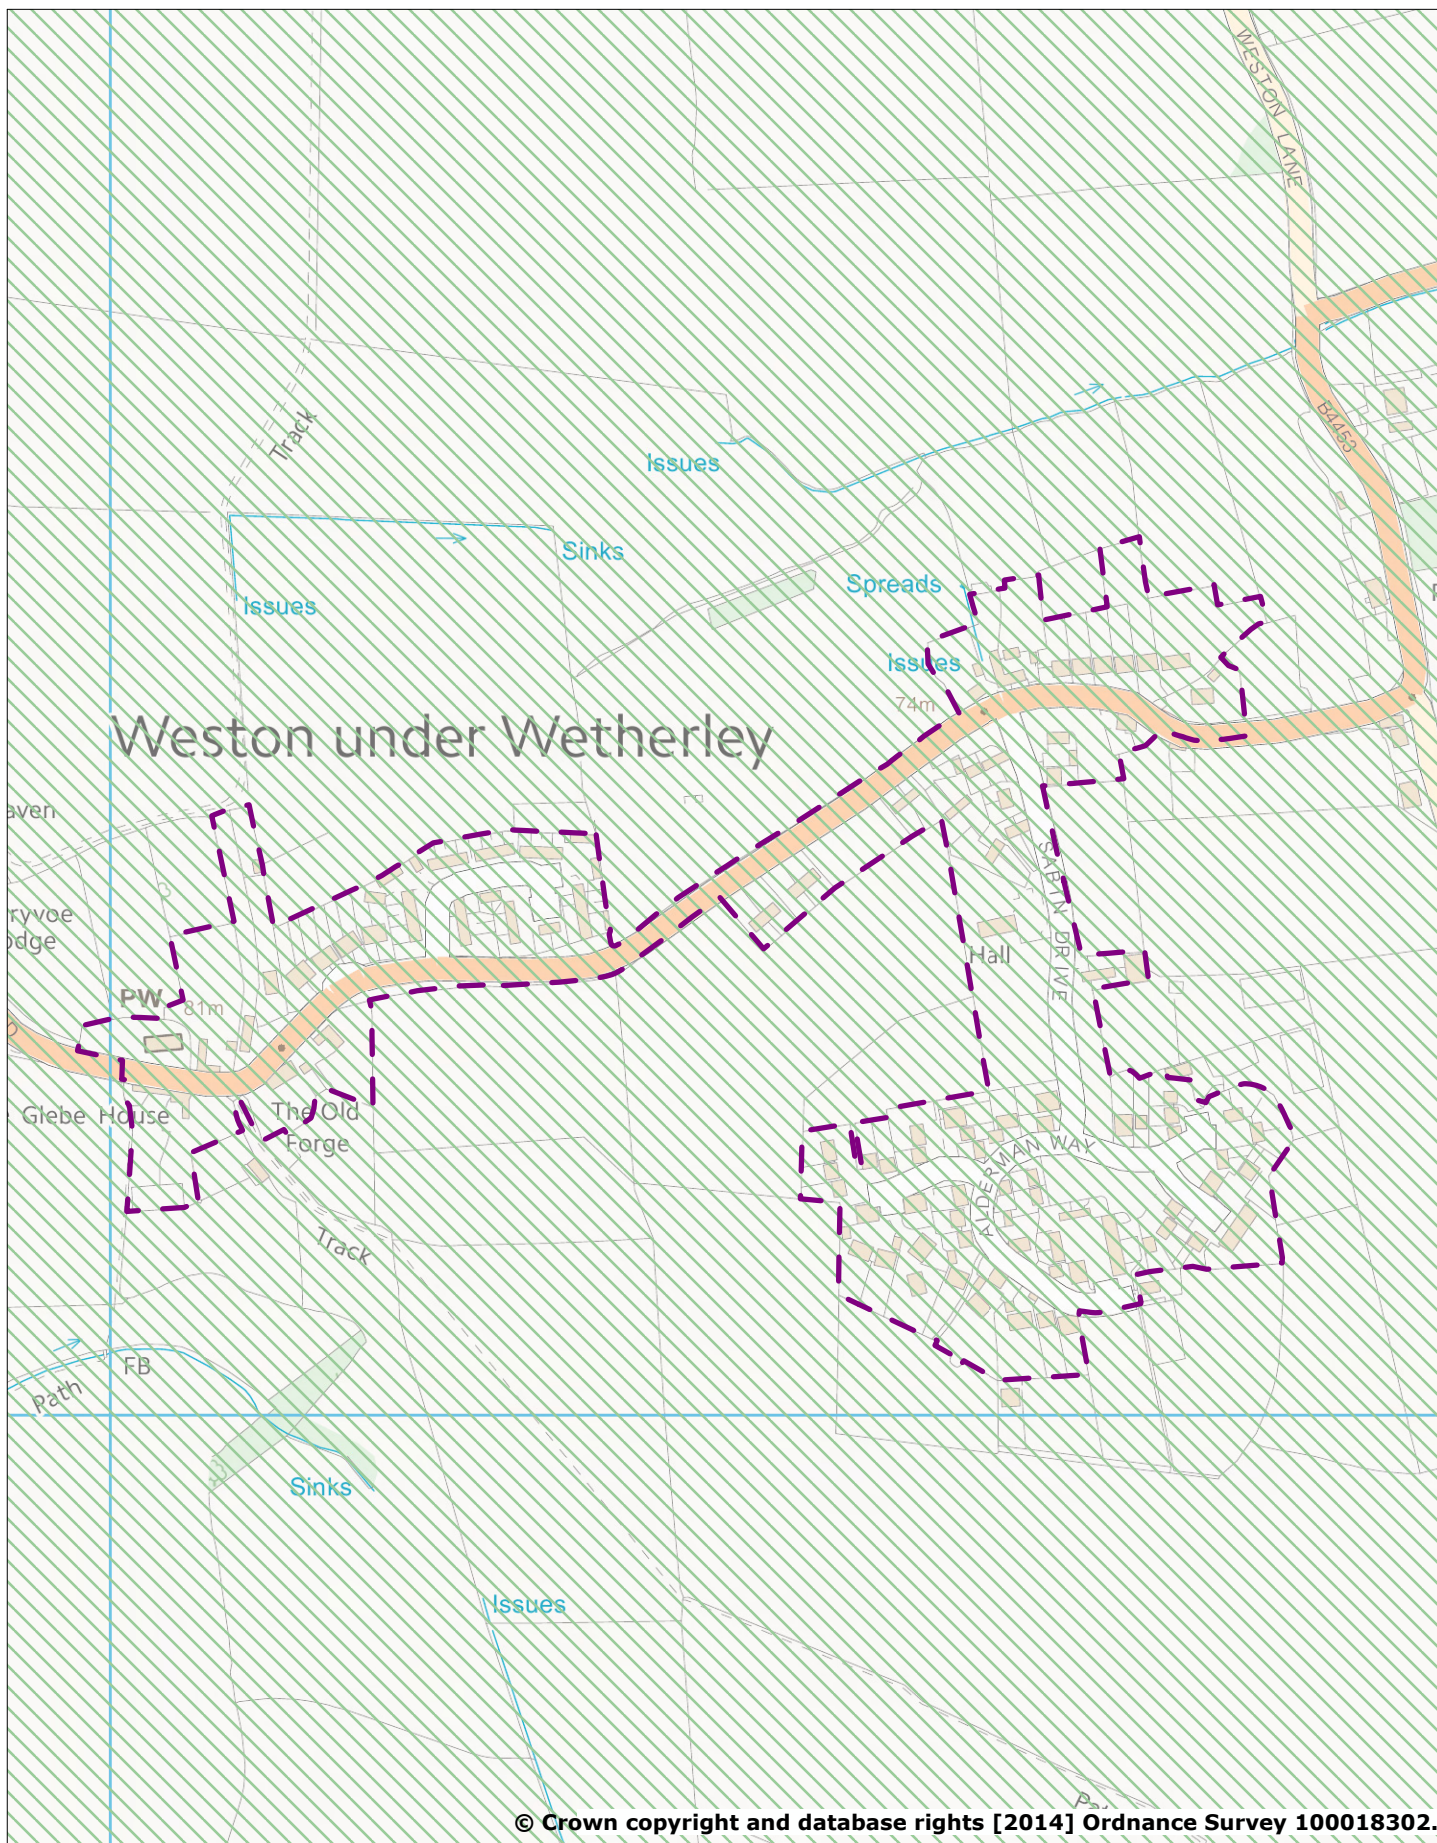 WESTON LANE
B4453
Track
Issues
Sinks
Issues
Spreads
Issues
74m
Weston under Wetherley
SABIN DRIVE
Hall
PW
81m
Glebe House
The Old
Forge
ALDERMAN WAY
Track
FB
Path
Sinks
Issues
© Crown copyright and database rights [2014] Ordnance Survey 100018302.